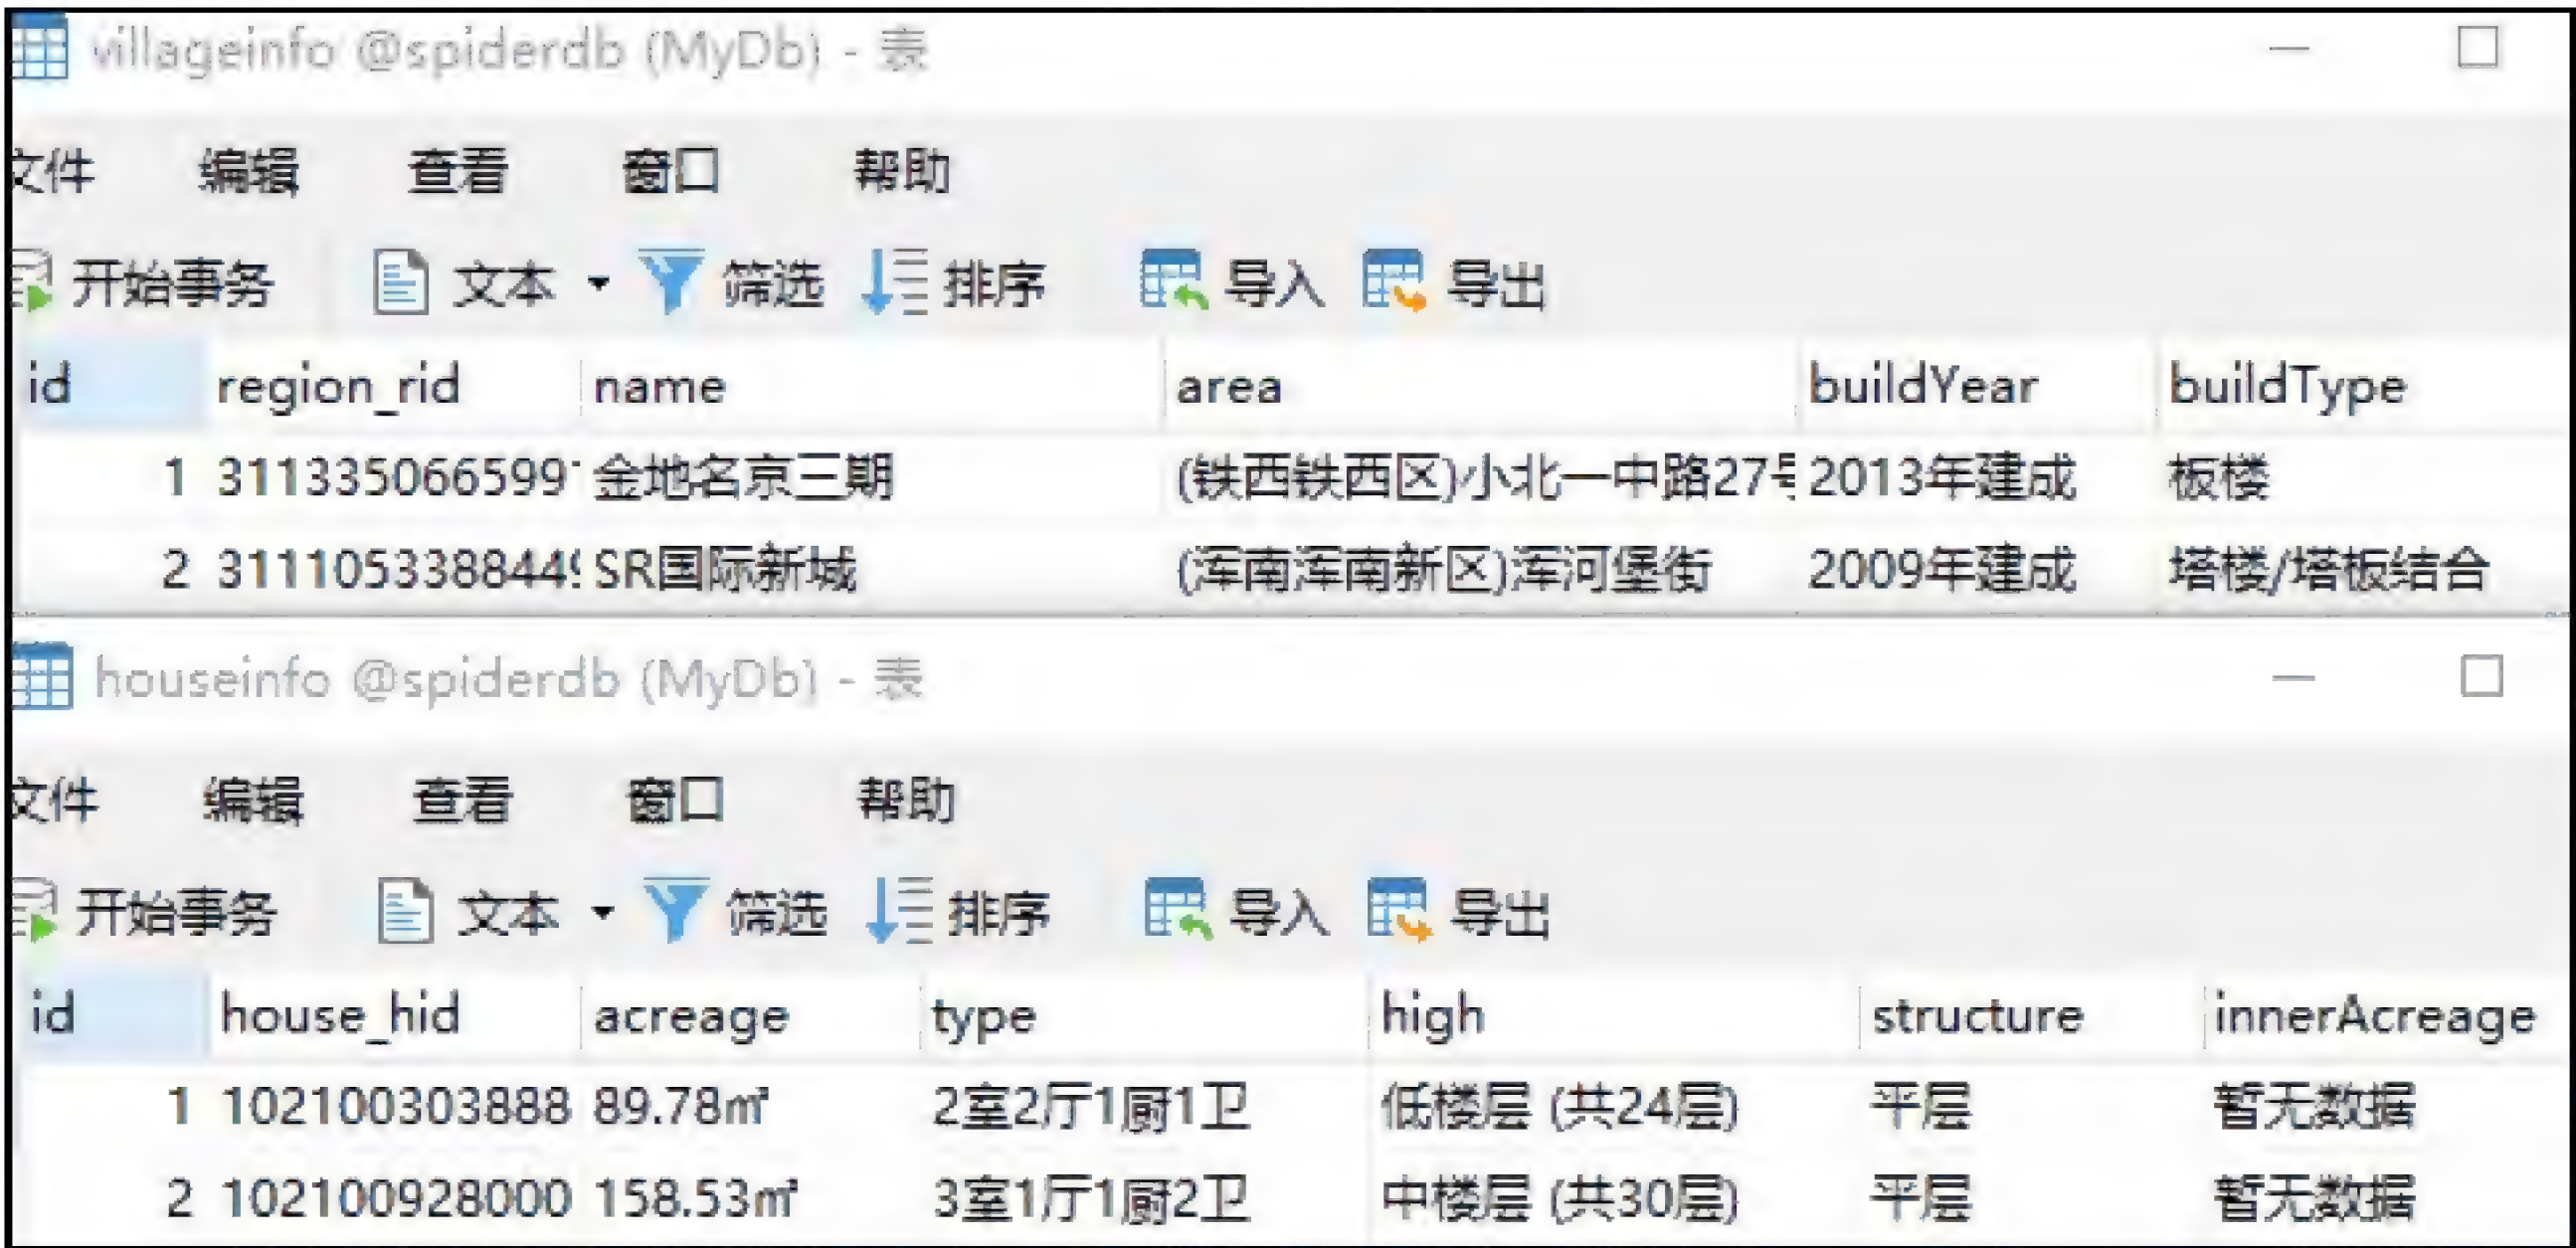 villageinfo @spiderdb (MyDb) - 表
文件 编辑 查看 窗口 帮助
开始事务 文本 筛选 排序 导入 导出
id region_rid name area buildYear buildType
1 311335066599 金地名京三期 (铁西铁西区)小北一中路27号 2013年建成 板楼
2 311105338844 SR国际新城 (浑南浑南新区)浑河堡街 2009年建成 塔楼/塔板结合
houseinfo @spiderdb (MyDb) - 表
文件 编辑 查看 窗口 帮助
开始事务 文本 筛选 排序 导入 导出
id house_hid acreage type high structure innerAcreage
1 102100303888 89.78㎡ 2室2厅1厨1卫 低楼层 (共24层) 平层 暂无数据
2 102100928000 158.53㎡ 3室1厅1厨2卫 中楼层 (共30层) 平层 暂无数据